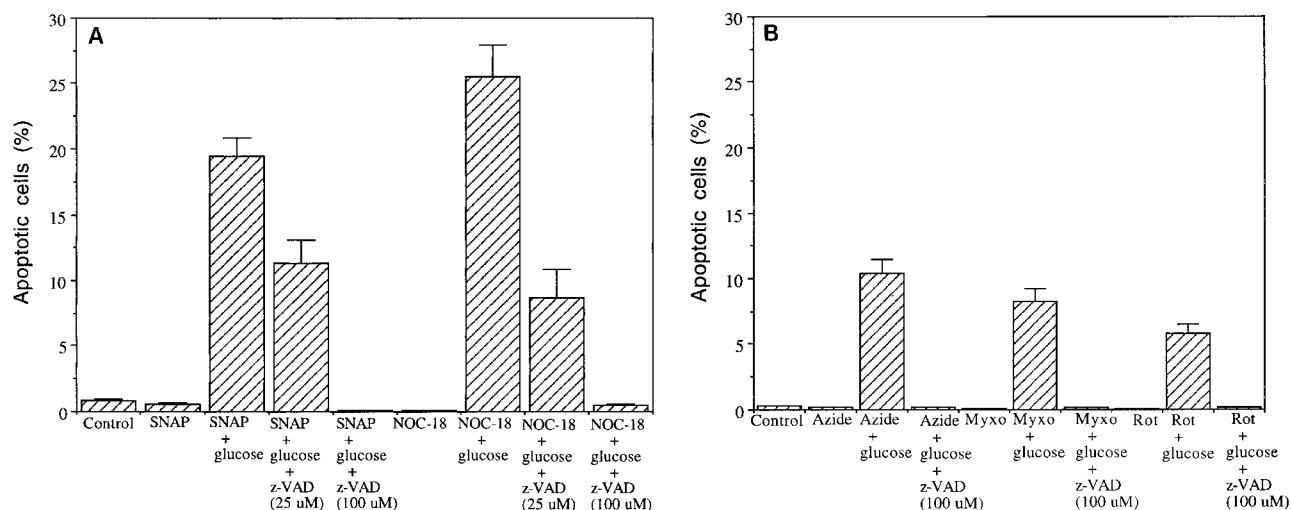 A
Apoptotic cells (%)
30
25
20
15
10
5
0
Control
SNAP
SNAP
+
glucose
SNAP
+
glucose
+
z-VAD
(25 uM)
SNAP
+
glucose
+
z-VAD
(100 uM)
NOC-18
NOC-18
+
glucose
NOC-18
+
glucose
+
z-VAD
(25 uM)
NOC-18
+
glucose
+
z-VAD
(100 uM)
B
Apoptotic cells (%)
30
25
20
15
10
5
0
Control
Azide
Azide
+
glucose
Azide
+
glucose
+
z-VAD
(100 uM)
Myxo
Myxo
+
glucose
Myxo
+
glucose
+
z-VAD
(100 uM)
Rot
Rot
+
glucose
Rot
+
glucose
+
z-VAD
(100 uM)